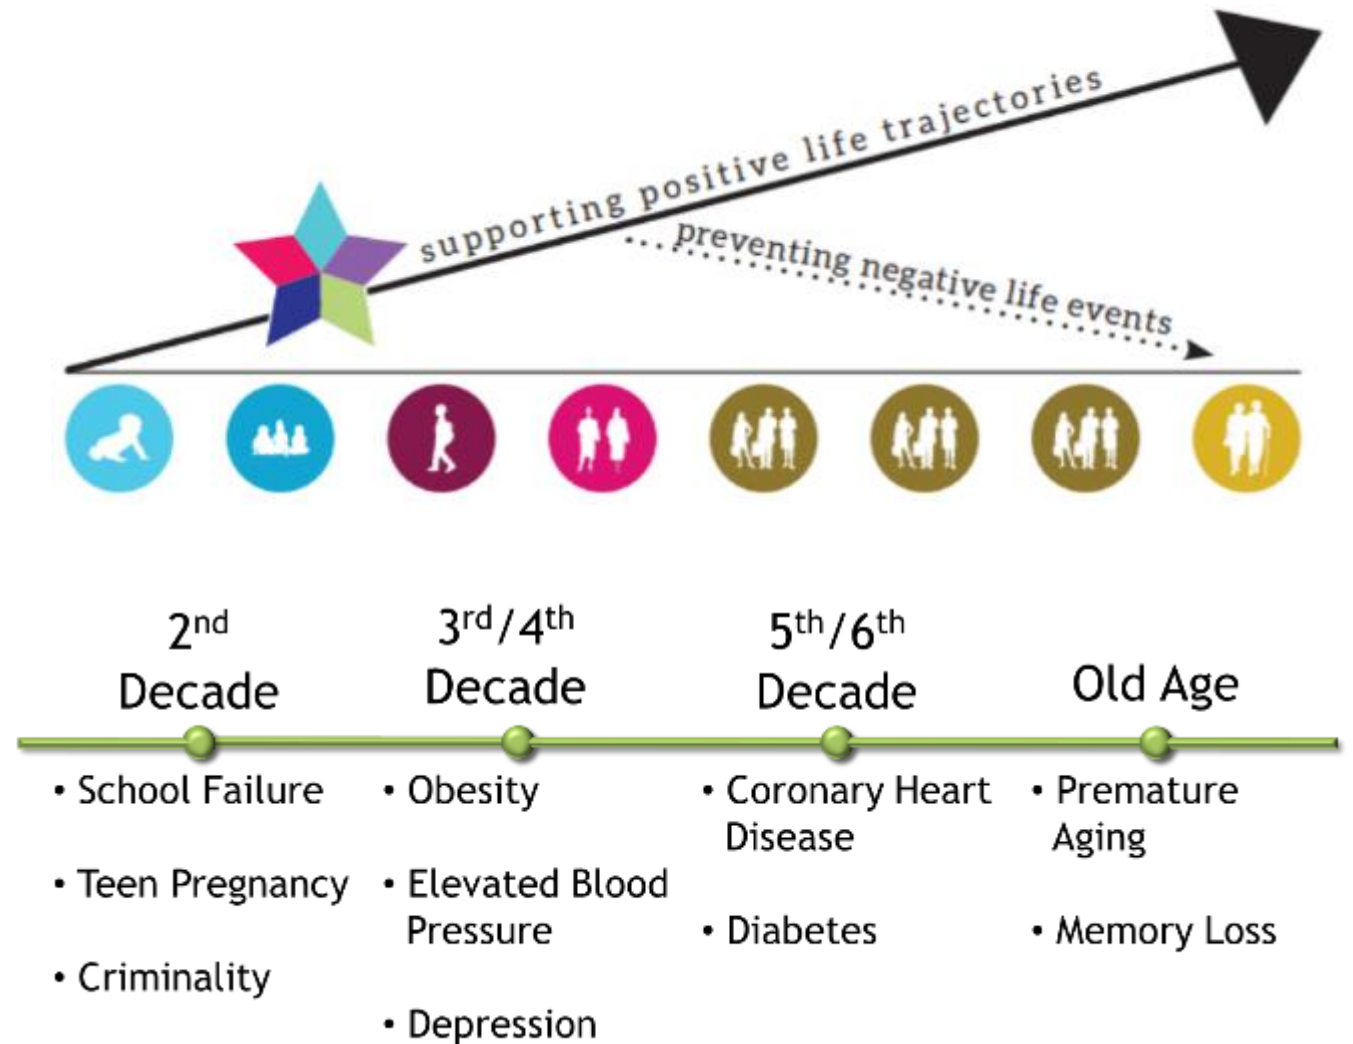 supporting positive life trajectories
preventing negative life events
2nd
Decade
3rd/4th
Decade
5th/6th
Decade
Old Age
• School Failure
• Teen Pregnancy
• Criminality
• Obesity
• Elevated Blood
Pressure
• Depression
• Coronary Heart
Disease
• Diabetes
• Premature
Aging
• Memory Loss